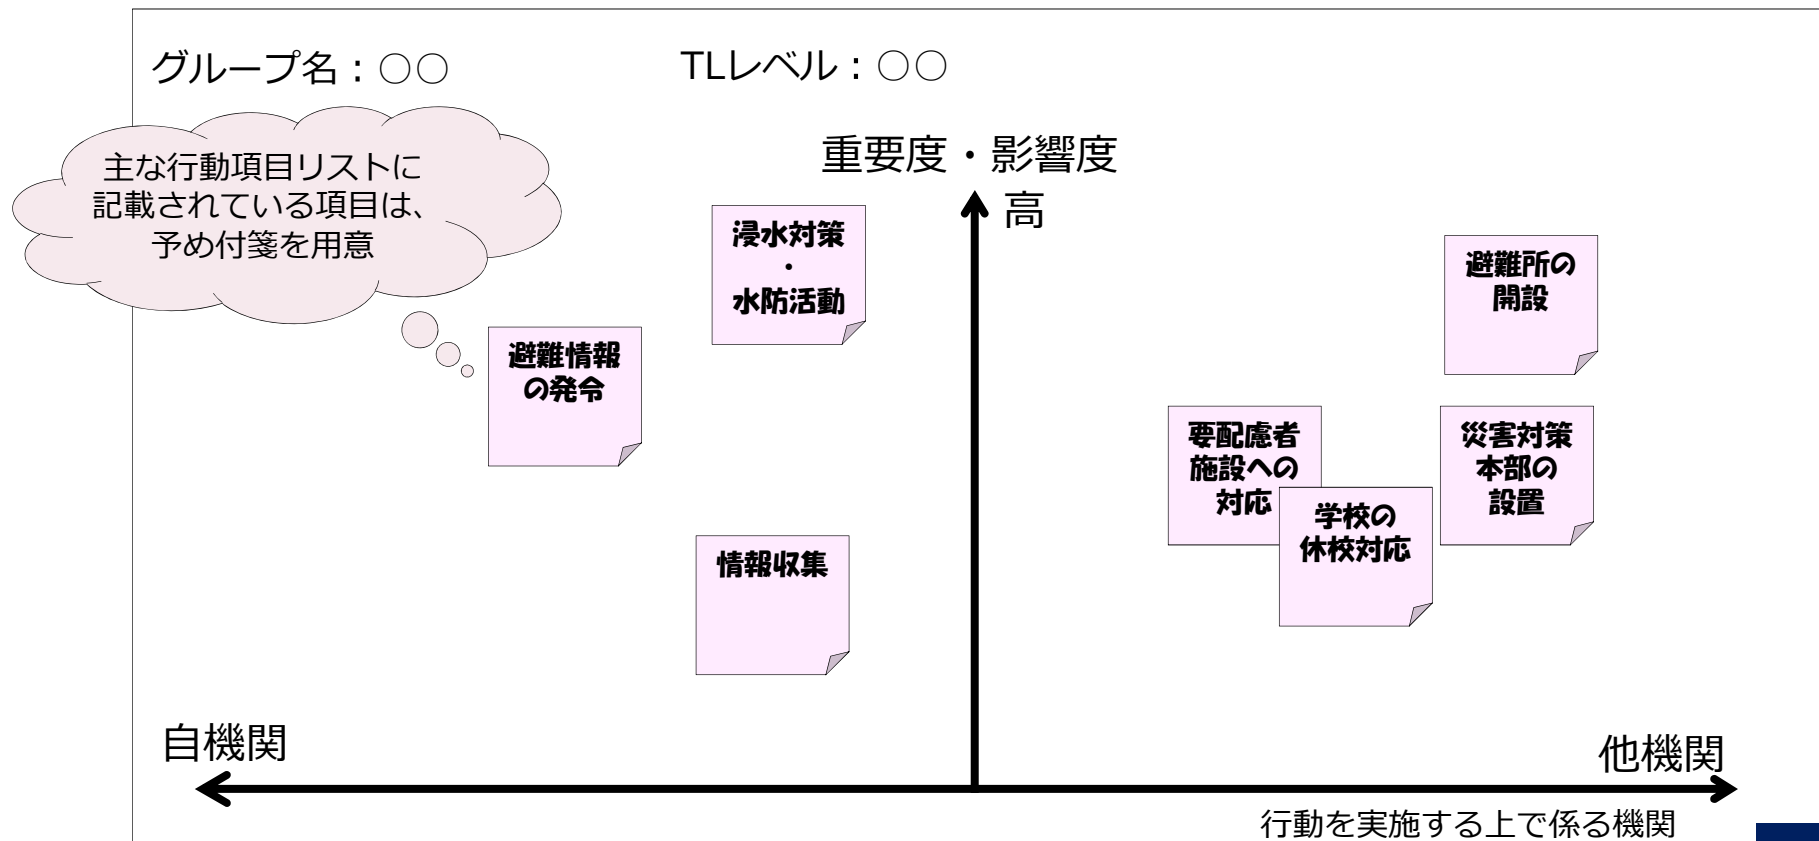 グループ名：○○
TLレベル：○○
主な行動項目リストに
記載されている項目は、
予め付箋を用意
重要度・影響度
高
浸水対策
・
水防活動
避難所の
開設
避難情報
の発令
要配慮者
施設への
対応
災害対策
本部の
設置
学校の
休校対応
情報収集
自機関
他機関
行動を実施する上で係る機関